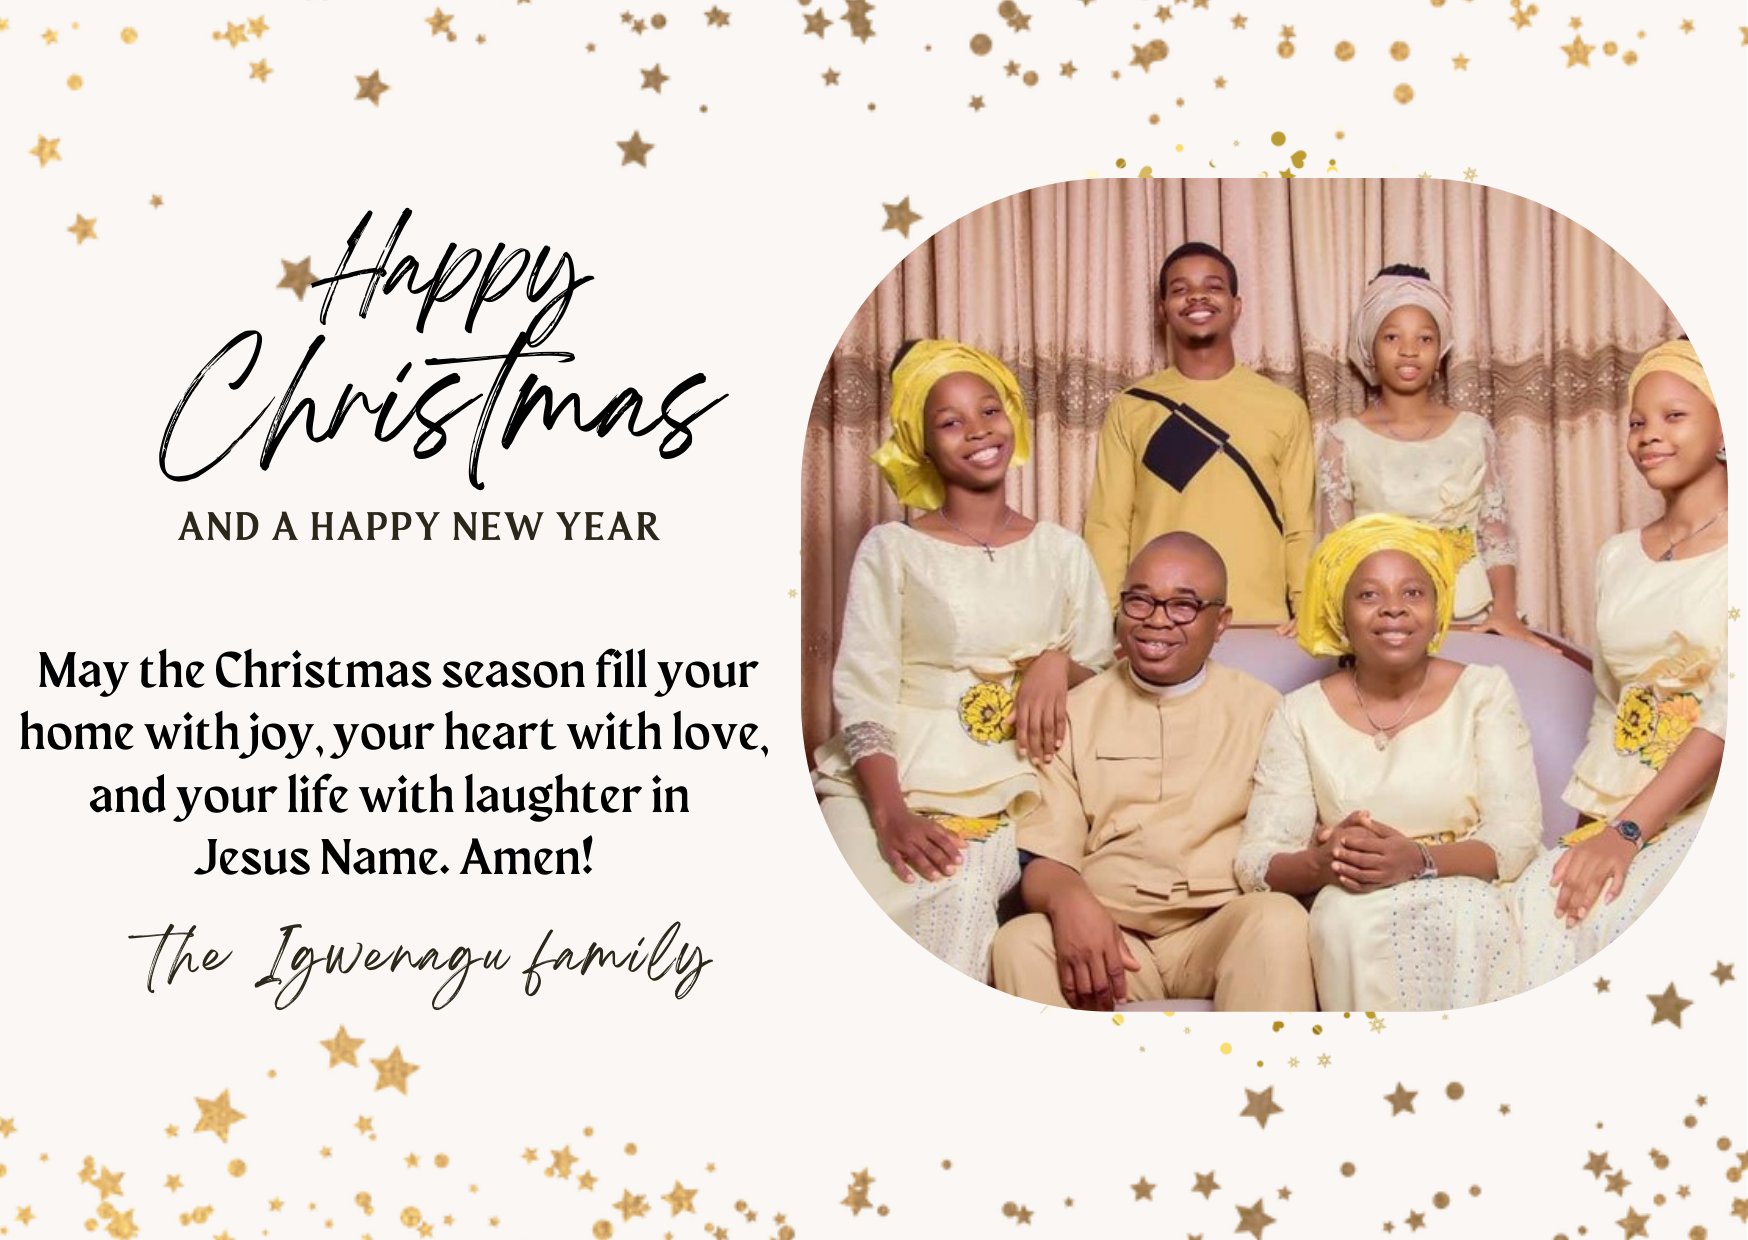 Happy
Christmas
AND A HAPPY NEW YEAR
May the Christmas season fill your
home with joy, your heart with love,
and your life with laughter in
Jesus Name. Amen!
The Igwenagu family